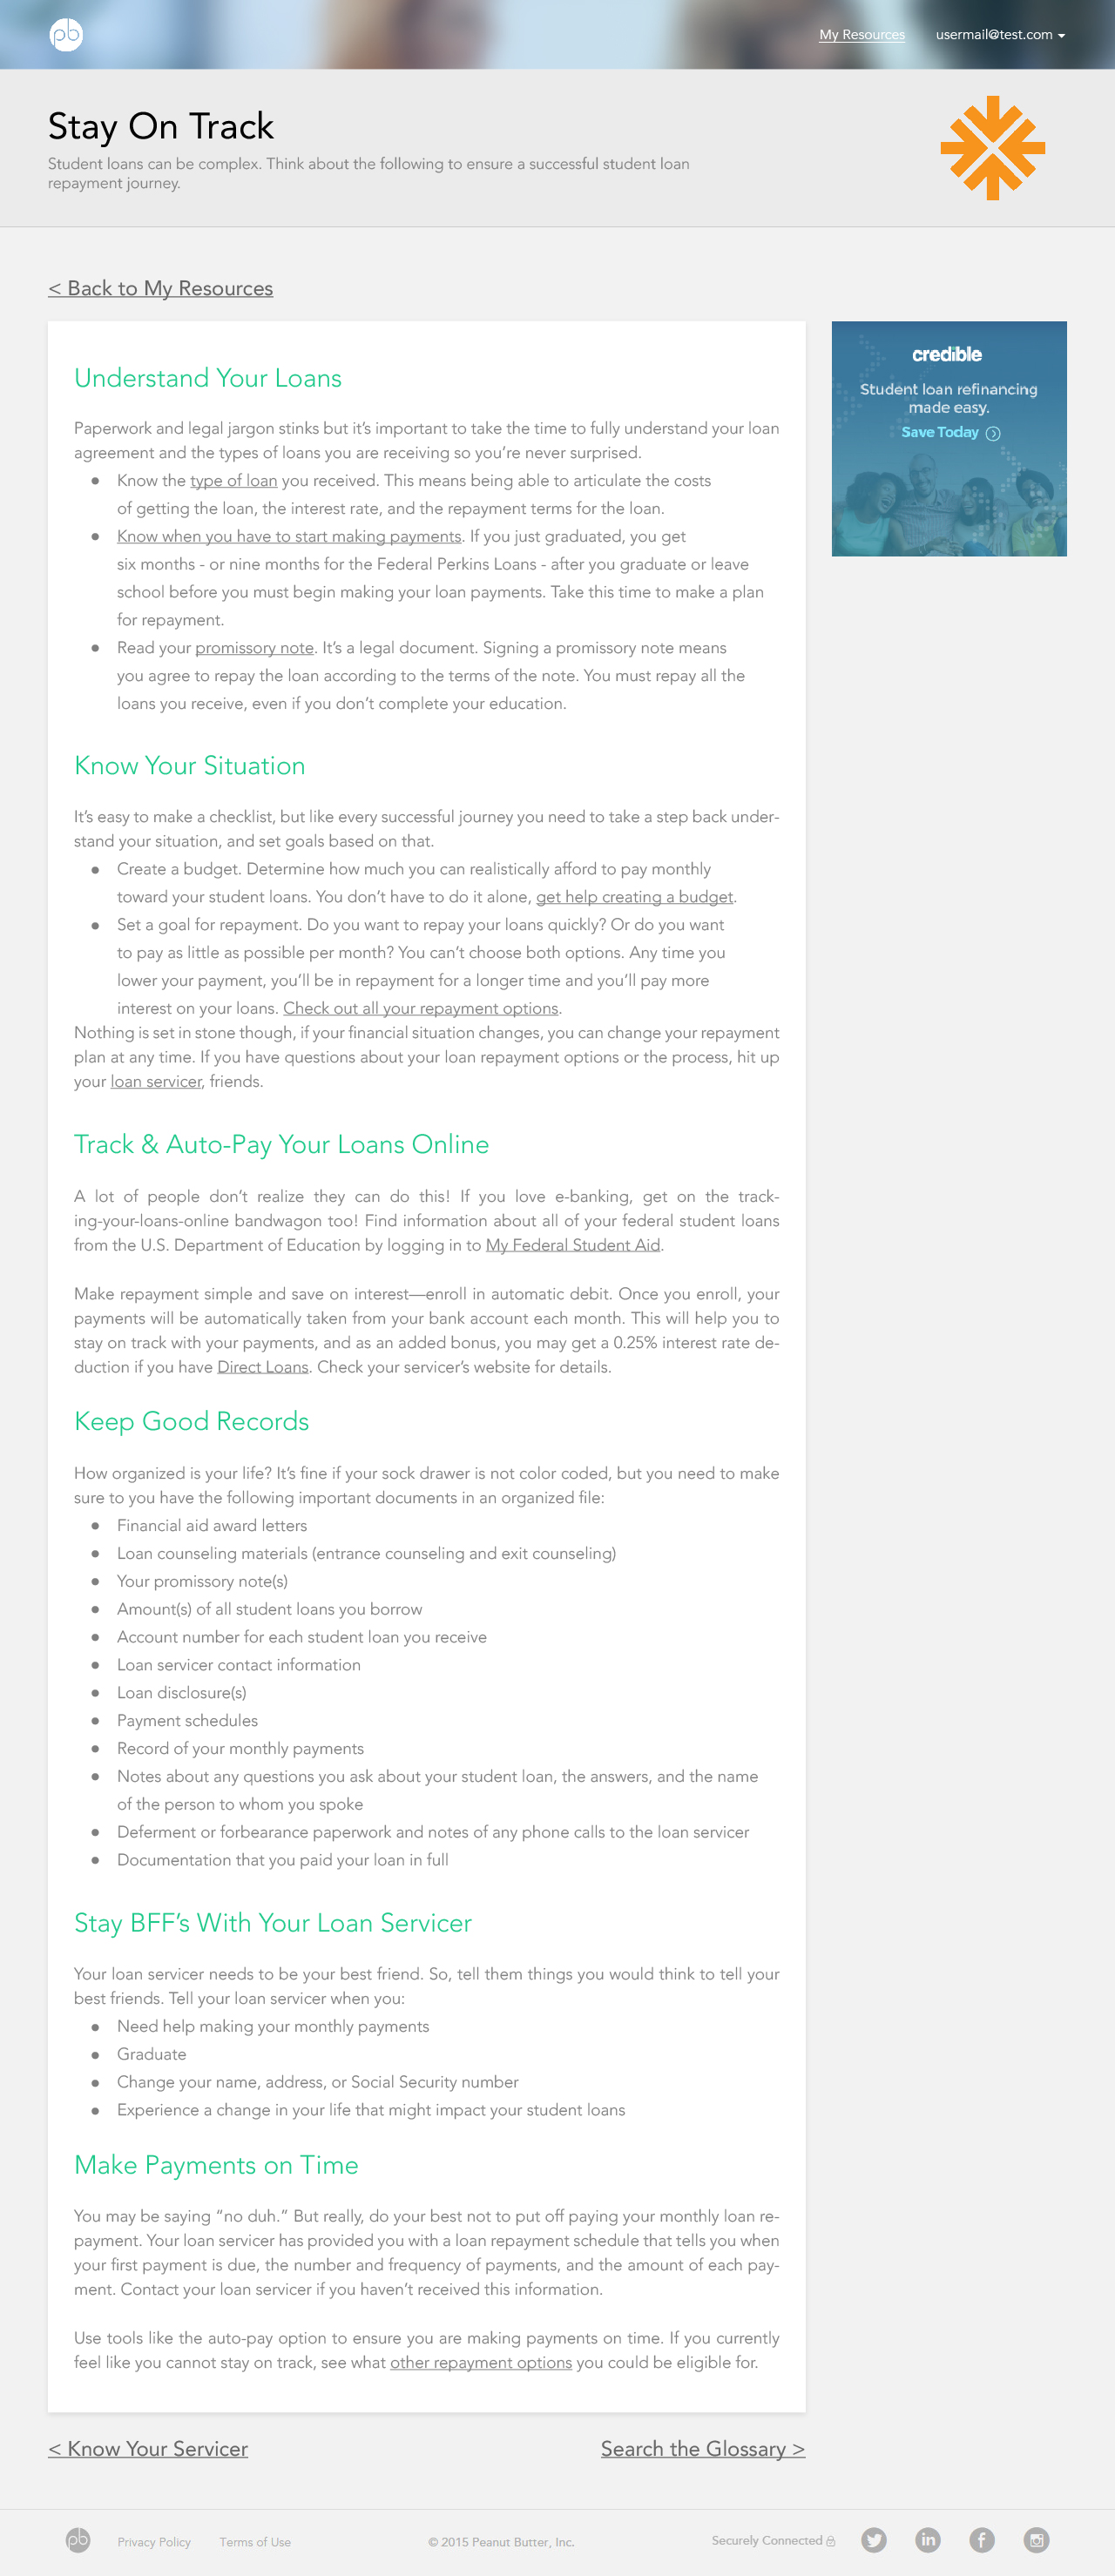 pb
My Resources
usermail@test.com
Stay On Track
Student loans can be complex. Think about the following to ensure a successful student loan
repayment journey.
< Back to My Resources
credible
Student loan refinancing
made easy.
Save Today
Understand Your Loans
Paperwork and legal jargon stinks but it’s important to take the time to fully understand your loan
agreement and the types of loans you are receiving so you’re never surprised.
● Know the type of loan you received. This means being able to articulate the costs
of getting the loan, the interest rate, and the repayment terms for the loan.
● Know when you have to start making payments. If you just graduated, you get
six months - or nine months for the Federal Perkins Loans - after you graduate or leave
school before you must begin making your loan payments. Take this time to make a plan
for repayment.
● Read your promissory note. It’s a legal document. Signing a promissory note means
you agree to repay the loan according to the terms of the note. You must repay all the
loans you receive, even if you don’t complete your education.
Know Your Situation
It’s easy to make a checklist, but like every successful journey you need to take a step back under-
stand your situation, and set goals based on that.
● Create a budget. Determine how much you can realistically afford to pay monthly
toward your student loans. You don’t have to do it alone, get help creating a budget.
● Set a goal for repayment. Do you want to repay your loans quickly? Or do you want
to pay as little as possible per month? You can’t choose both options. Any time you
lower your payment, you’ll be in repayment for a longer time and you’ll pay more
interest on your loans. Check out all your repayment options.
Nothing is set in stone though, if your financial situation changes, you can change your repayment
plan at any time. If you have questions about your loan repayment options or the process, hit up
your loan servicer, friends.
Track & Auto-Pay Your Loans Online
A lot of people don’t realize they can do this! If you love e-banking, get on the track-
ing-your-loans-online bandwagon too! Find information about all of your federal student loans
from the U.S. Department of Education by logging in to My Federal Student Aid.
Make repayment simple and save on interest—enroll in automatic debit. Once you enroll, your
payments will be automatically taken from your bank account each month. This will help you to
stay on track with your payments, and as an added bonus, you may get a 0.25% interest rate de-
duction if you have Direct Loans. Check your servicer’s website for details.
Keep Good Records
How organized is your life? It’s fine if your sock drawer is not color coded, but you need to make
sure to you have the following important documents in an organized file:
● Financial aid award letters
● Loan counseling materials (entrance counseling and exit counseling)
● Your promissory note(s)
● Amount(s) of all student loans you borrow
● Account number for each student loan you receive
● Loan servicer contact information
● Loan disclosure(s)
● Payment schedules
● Record of your monthly payments
● Notes about any questions you ask about your student loan, the answers, and the name
of the person to whom you spoke
● Deferment or forbearance paperwork and notes of any phone calls to the loan servicer
● Documentation that you paid your loan in full
Stay BFF’s With Your Loan Servicer
Your loan servicer needs to be your best friend. So, tell them things you would think to tell your
best friends. Tell your loan servicer when you:
● Need help making your monthly payments
● Graduate
● Change your name, address, or Social Security number
● Experience a change in your life that might impact your student loans
Make Payments on Time
You may be saying “no duh.” But really, do your best not to put off paying your monthly loan re-
payment. Your loan servicer has provided you with a loan repayment schedule that tells you when
your first payment is due, the number and frequency of payments, and the amount of each pay-
ment. Contact your loan servicer if you haven’t received this information.
Use tools like the auto-pay option to ensure you are making payments on time. If you currently
feel like you cannot stay on track, see what other repayment options you could be eligible for.
< Know Your Servicer
Search the Glossary >
pb
Privacy Policy
Terms of Use
© 2015 Peanut Butter, Inc.
Securely Connected
in
f